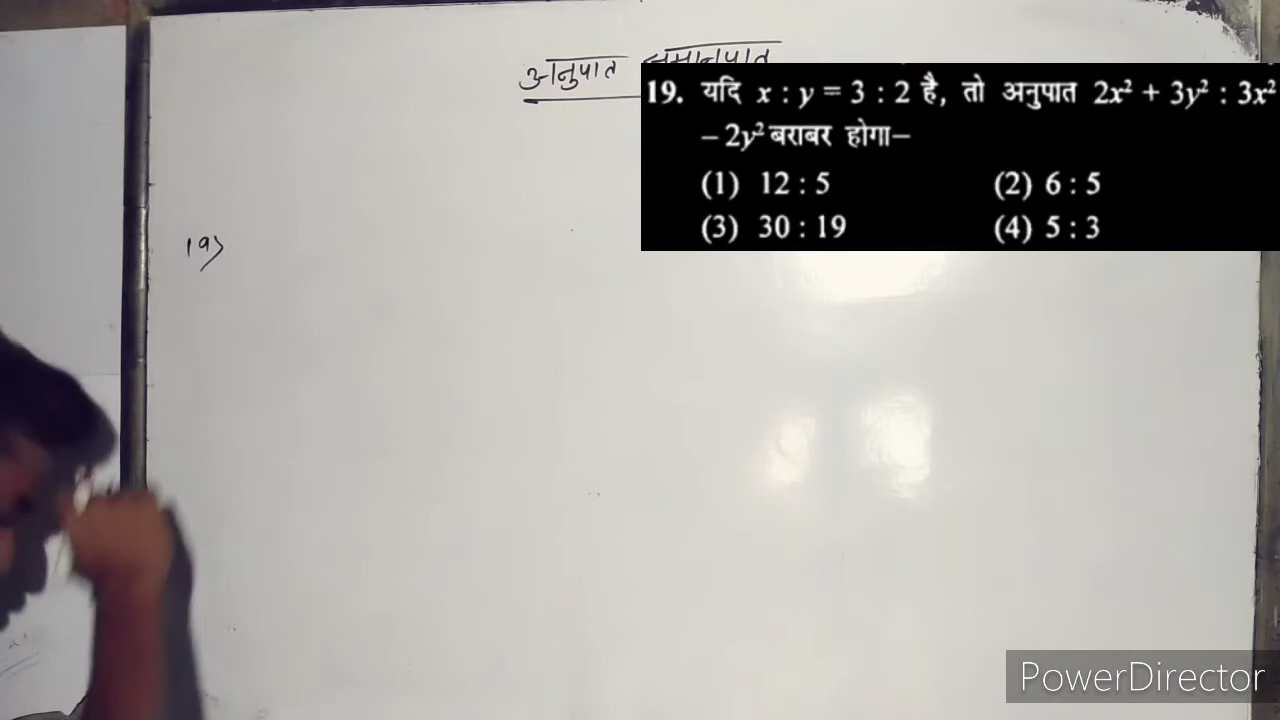 अनुपात समानुपात
19. यदि x : y = 3 : 2 है, तो अनुपात 2x² + 3y² : 3x²
– 2y² बराबर होगा–
(1) 12 : 5 (2) 6 : 5
(3) 30 : 19 (4) 5 : 3
19)
PowerDirector